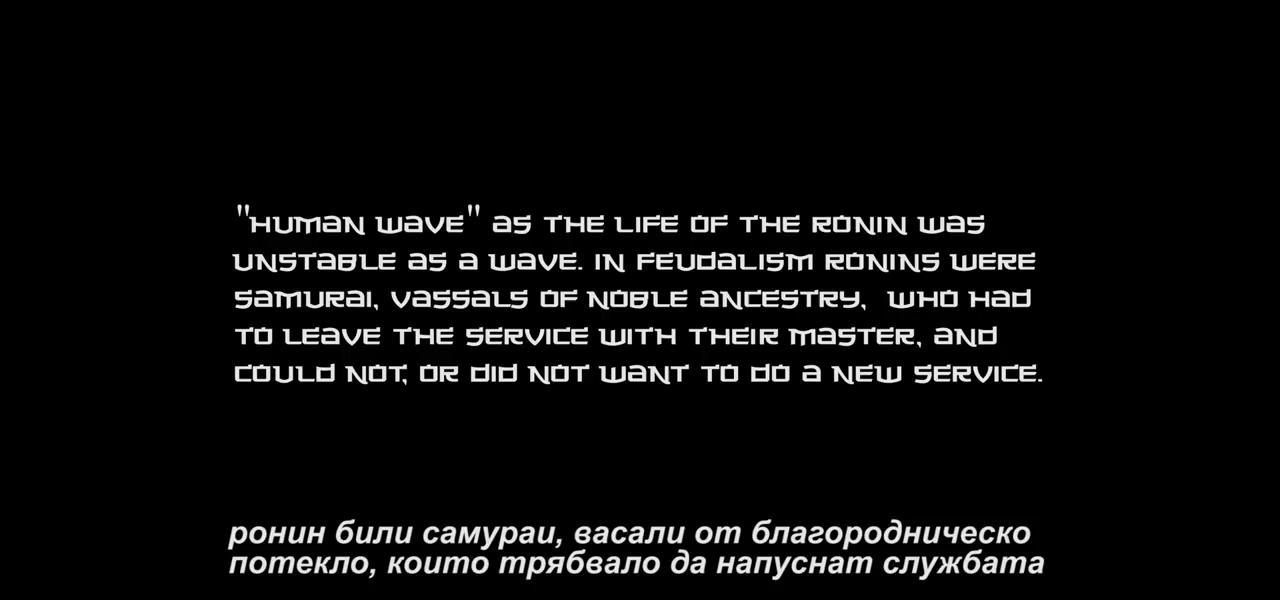 "HUMAN WAVE" AS THE LIFE OF THE RONIN WAS
UNSTABLE AS A WAVE. IN FEUDALISM RONINS WERE
SAMURAI, VASSALS OF NOBLE ANCESTRY, WHO HAD
TO LEAVE THE SERVICE WITH THEIR MASTER, AND
COULD NOT, OR DID NOT WANT TO DO A NEW SERVICE.
ронин били самураи, васали от благородническо
потекло, които трябвало да напуснат службата